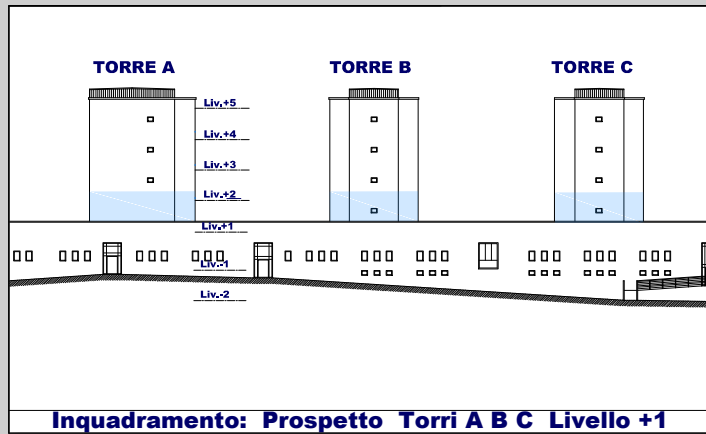 TORRE A
TORRE B
TORRE C
Liv.+5
Liv.+4
Liv.+3
Liv.+2
Liv.+1
Liv.-1
Liv.-2
Inquadramento: Prospetto Torri A B C Livello +1